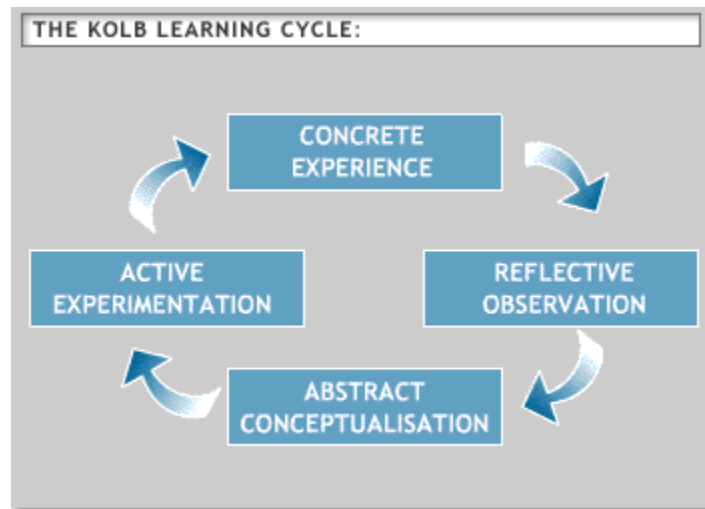 THE KOLB LEARNING CYCLE:
CONCRETE
EXPERIENCE
REFLECTIVE
OBSERVATION
ABSTRACT
CONCEPTUALISATION
ACTIVE
EXPERIMENTATION